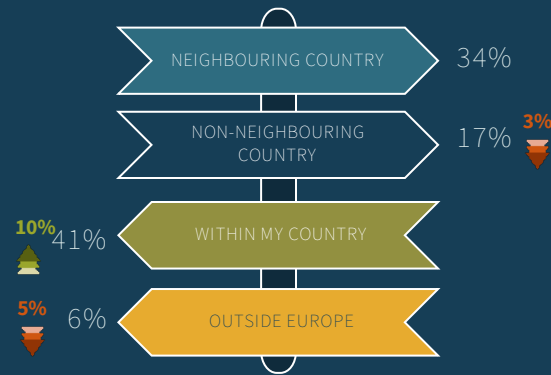 NEIGHBOURING COUNTRY
34%
NON-NEIGHBOURING
COUNTRY
17%
3%
10%
41%
WITHIN MY COUNTRY
5%
6%
OUTSIDE EUROPE